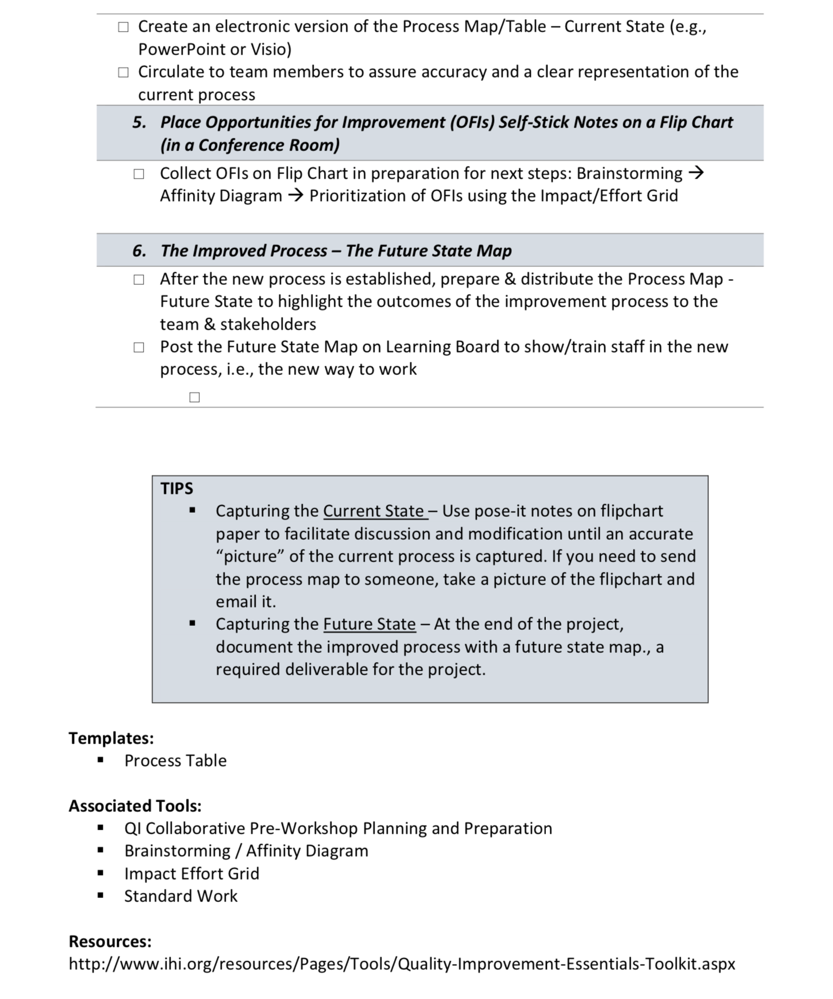 ☐ Create an electronic version of the Process Map/Table – Current State (e.g.,
PowerPoint or Visio)
☐ Circulate to team members to assure accuracy and a clear representation of the
current process
5. Place Opportunities for Improvement (OFIs) Self-Stick Notes on a Flip Chart
(in a Conference Room)
☐ Collect OFIs on Flip Chart in preparation for next steps: Brainstorming →
Affinity Diagram → Prioritization of OFIs using the Impact/Effort Grid
6. The Improved Process – The Future State Map
☐ After the new process is established, prepare & distribute the Process Map -
Future State to highlight the outcomes of the improvement process to the
team & stakeholders
☐ Post the Future State Map on Learning Board to show/train staff in the new
process, i.e., the new way to work
☐
TIPS
▪ Capturing the Current State – Use pose-it notes on flipchart
paper to facilitate discussion and modification until an accurate
“picture” of the current process is captured. If you need to send
the process map to someone, take a picture of the flipchart and
email it.
▪ Capturing the Future State – At the end of the project,
document the improved process with a future state map., a
required deliverable for the project.
Templates:
▪ Process Table
Associated Tools:
▪ QI Collaborative Pre-Workshop Planning and Preparation
▪ Brainstorming / Affinity Diagram
▪ Impact Effort Grid
▪ Standard Work
Resources:
http://www.ihi.org/resources/Pages/Tools/Quality-Improvement-Essentials-Toolkit.aspx